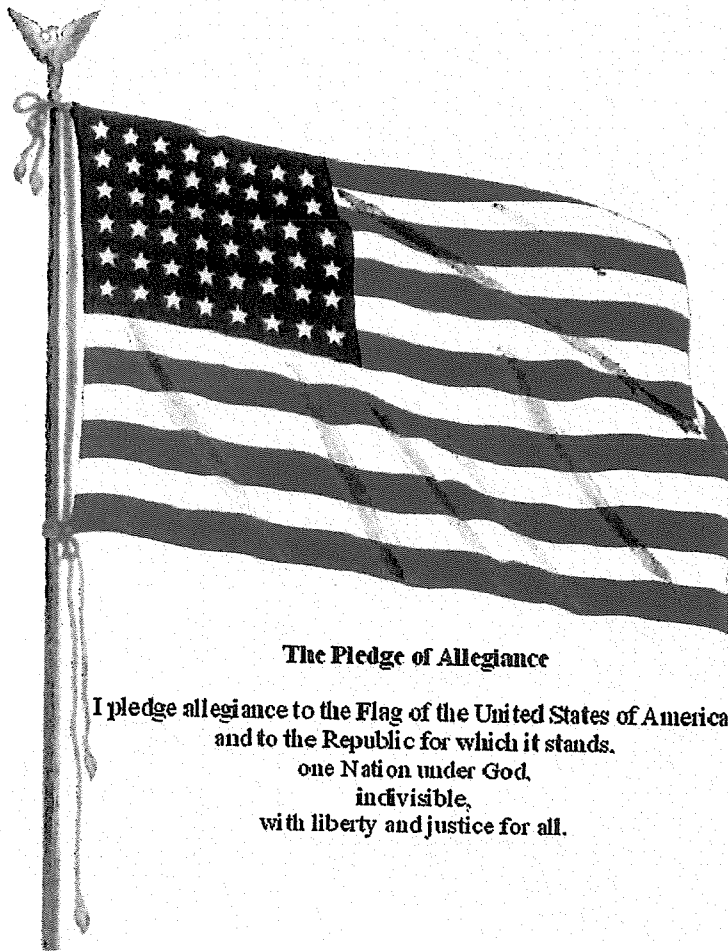 The Pledge of Allegiance
I pledge allegiance to the Flag of the United States of America
and to the Republic for which it stands.
one Nation under God,
indivisible,
with liberty and justice for all.